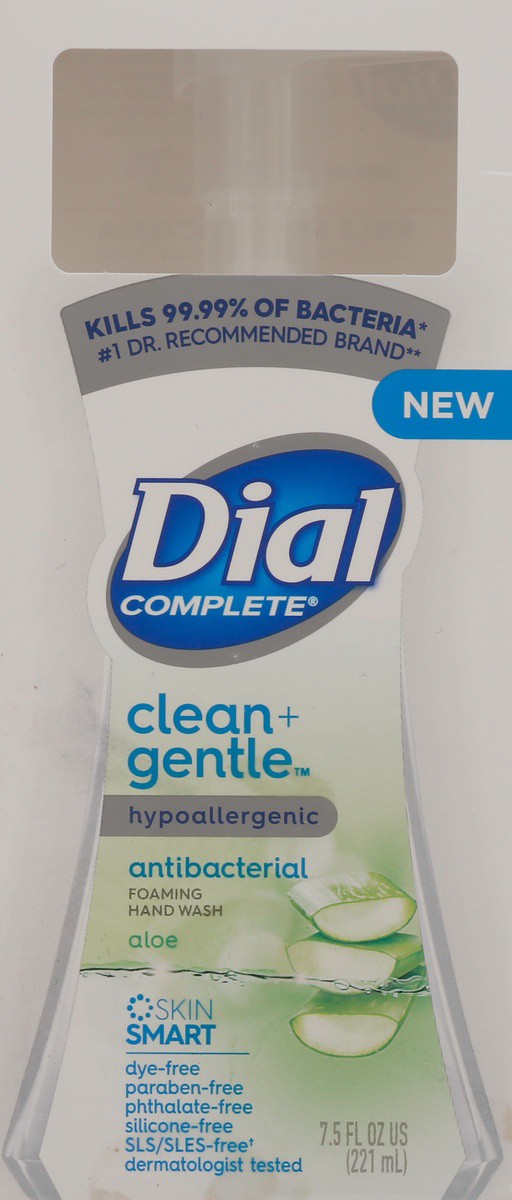 KILLS 99.99% OF BACTERIA*
#1 DR. RECOMMENDED BRAND**
NEW
Dial
COMPLETE®
clean+
gentle™
hypoallergenic
antibacterial
FOAMING
HAND WASH
aloe
SKIN
SMART
dye-free
paraben-free
phthalate-free
silicone-free
SLS/SLES-free†
dermatologist tested
7.5 FL OZ US
(221 mL)